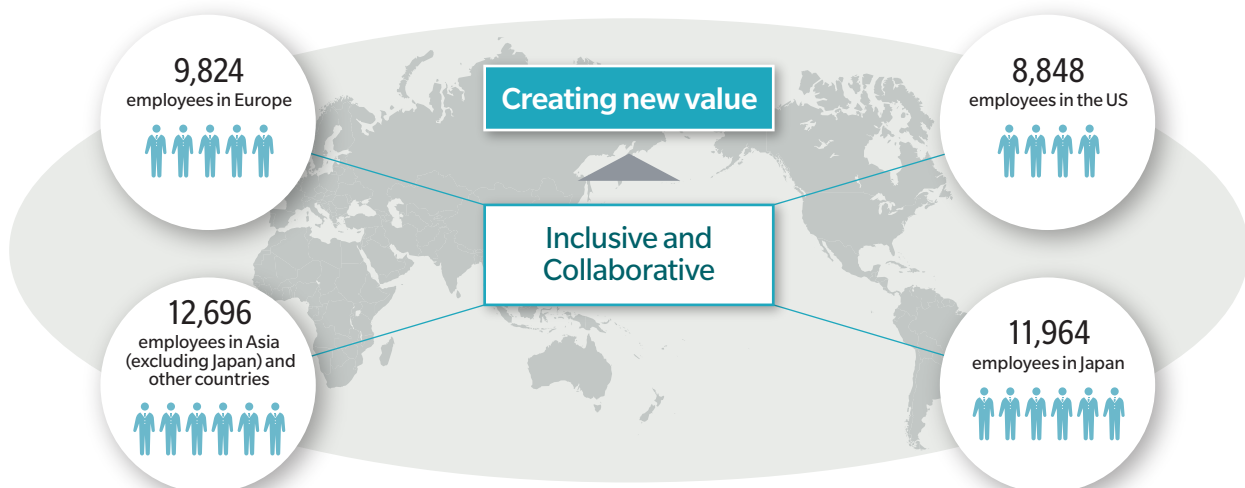 9,824
employees in Europe
Creating new value
8,848
employees in the US
Inclusive and
Collaborative
12,696
employees in Asia
(excluding Japan) and
other countries
11,964
employees in Japan